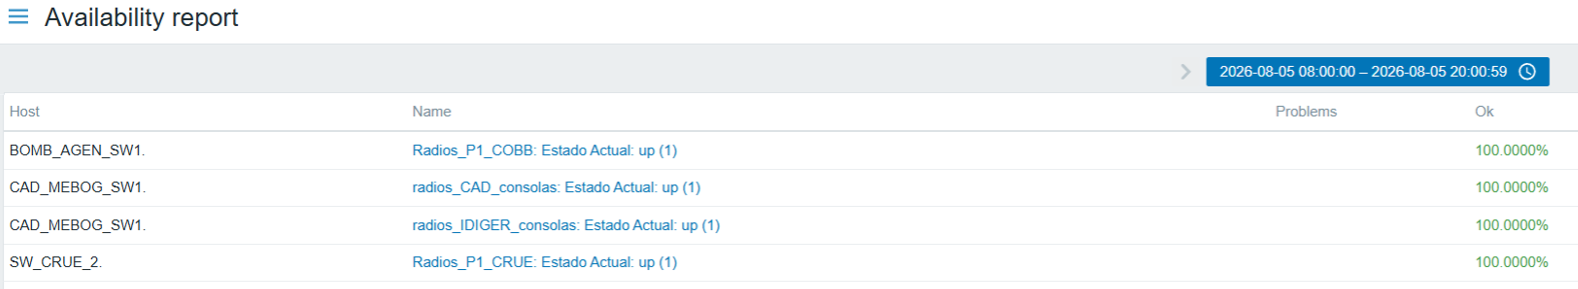 Availability report
2026-08-05 08:00:00 – 2026-08-05 20:00:59
Host Name Problems Ok
BOMB_AGEN_SW1. Radios_P1_COBB: Estado Actual: up (1) 100.0000%
CAD_MEBOG_SW1. radios_CAD_consolas: Estado Actual: up (1) 100.0000%
CAD_MEBOG_SW1. radios_IDIGER_consolas: Estado Actual: up (1) 100.0000%
SW_CRUE_2. Radios_P1_CRUE: Estado Actual: up (1) 100.0000%